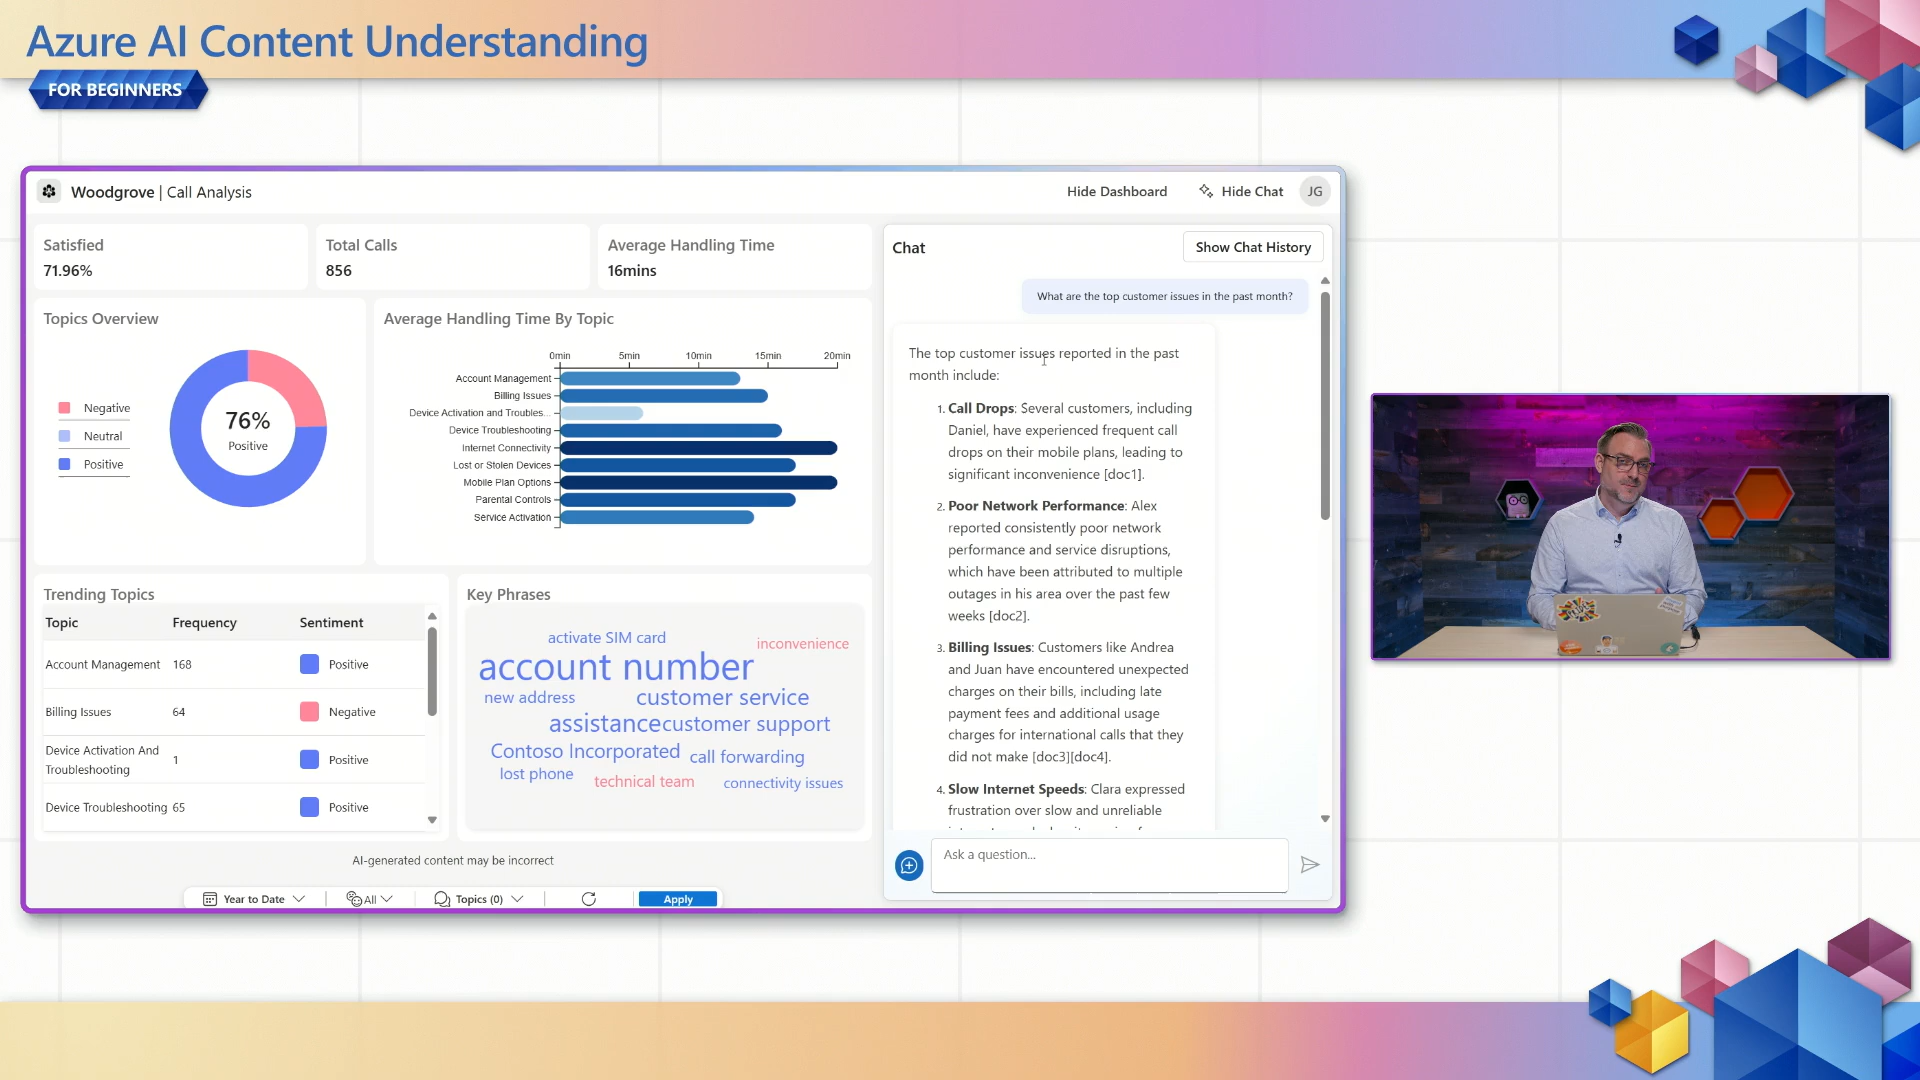 Azure AI Content Understanding
FOR BEGINNERS
Woodgrove | Call Analysis
Hide Dashboard
Hide Chat
JG
Satisfied
71.96%
Total Calls
856
Average Handling Time
16mins
Topics Overview
Negative
Neutral
Positive
76%
Positive
Average Handling Time By Topic
0min 5min 10min 15min 20min
Account Management
Billing Issues
Device Activation and Troubles...
Device Troubleshooting
Internet Connectivity
Lost or Stolen Devices
Mobile Plan Options
Parental Controls
Service Activation
Trending Topics
Topic Frequency Sentiment
Account Management 168 Positive
Billing Issues 64 Negative
Device Activation And
Troubleshooting 1 Positive
Device Troubleshooting 65 Positive
Key Phrases
activate SIM card
inconvenience
account number
new address
customer service
assistance
customer support
Contoso Incorporated
call forwarding
lost phone
technical team
connectivity issues
AI-generated content may be incorrect
Year to Date
All
Topics (0)
Apply
Chat
Show Chat History
What are the top customer issues in the past month?
The top customer issues reported in the past
month include:
1. Call Drops: Several customers, including
Daniel, have experienced frequent call
drops on their mobile plans, leading to
significant inconvenience [doc1].
2. Poor Network Performance: Alex
reported consistently poor network
performance and service disruptions,
which have been attributed to multiple
outages in his area over the past few
weeks [doc2].
3. Billing Issues: Customers like Andrea
and Juan have encountered unexpected
charges on their bills, including late
payment fees and additional usage
charges for international calls that they
did not make [doc3][doc4].
4. Slow Internet Speeds: Clara expressed
frustration over slow and unreliable
Ask a question...